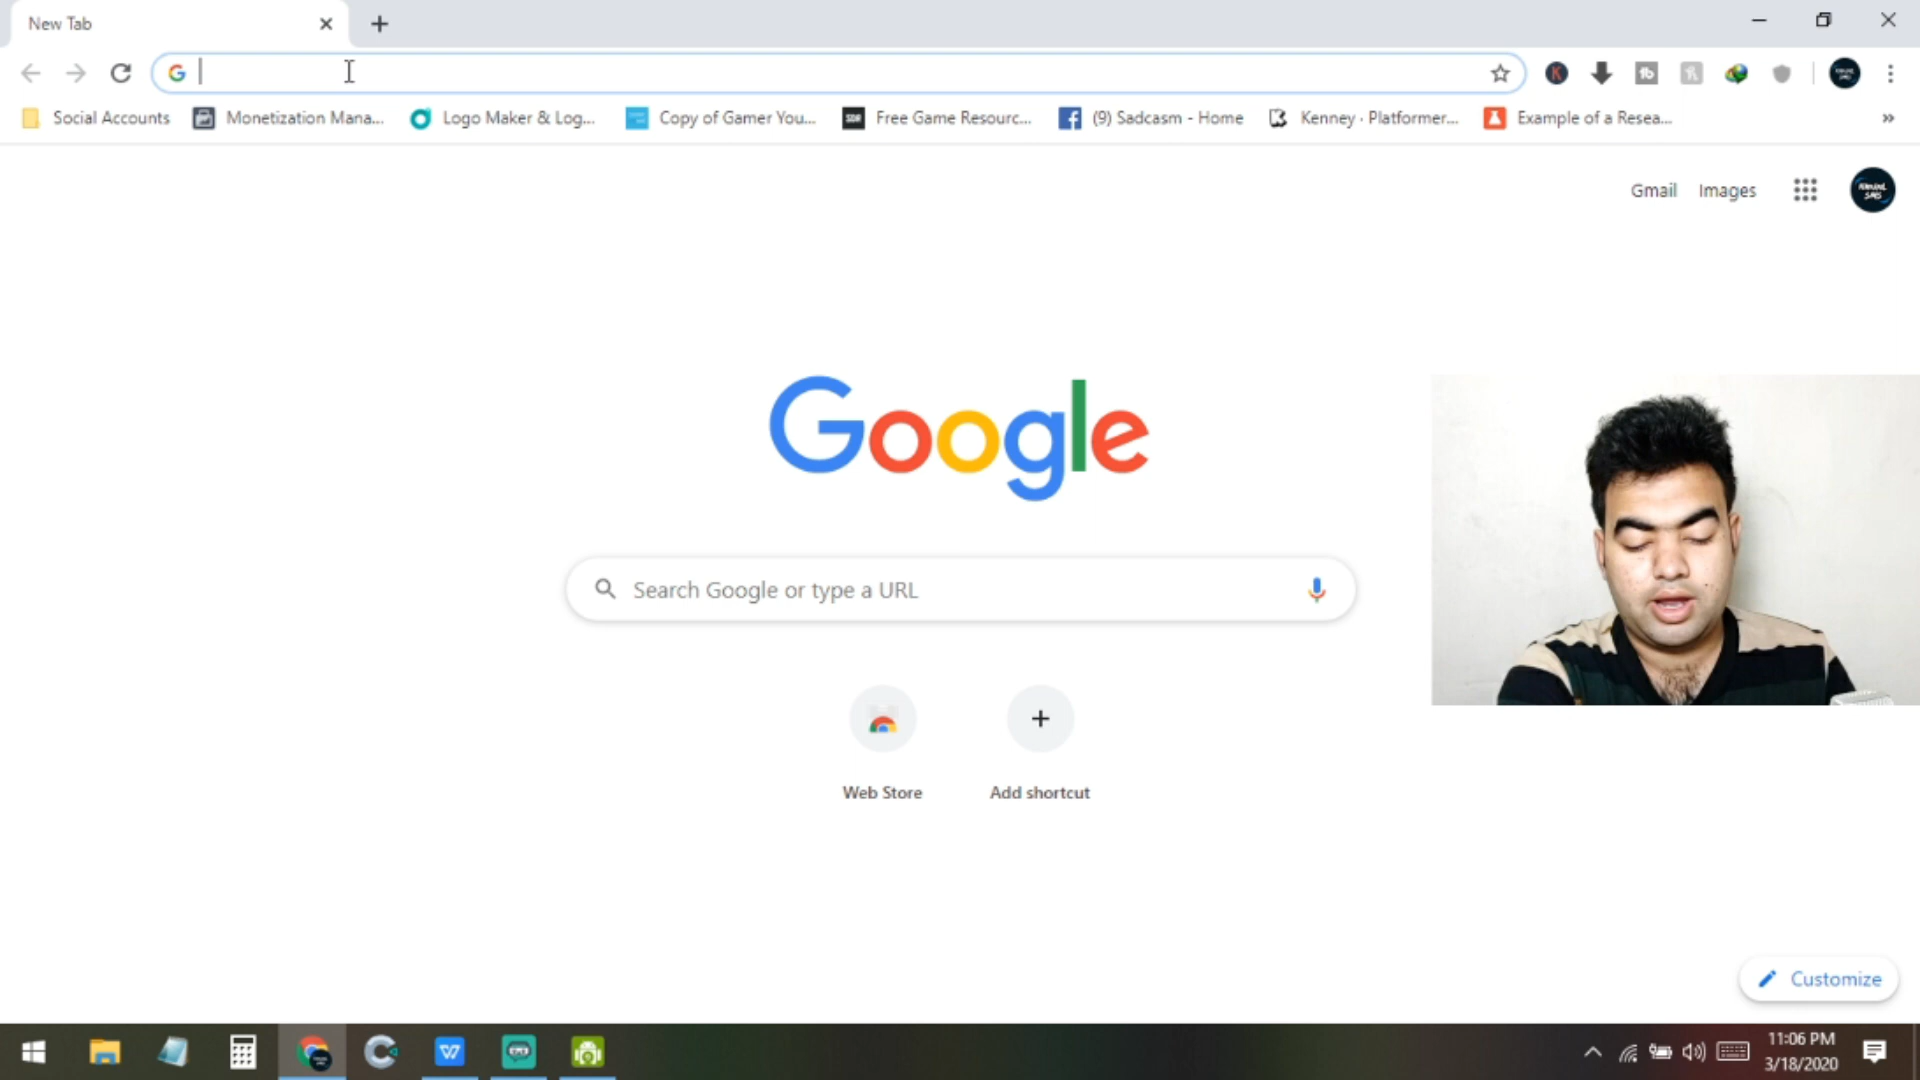 New Tab
Social Accounts
Monetization Mana...
Logo Maker & Log...
Copy of Gamer You...
Free Game Resourc...
(9) Sadcasm - Home
Kenney · Platformer...
Example of a Resea...
Gmail
Images
Google
Search Google or type a URL
Web Store
Add shortcut
Customize
11:06 PM
3/18/2020